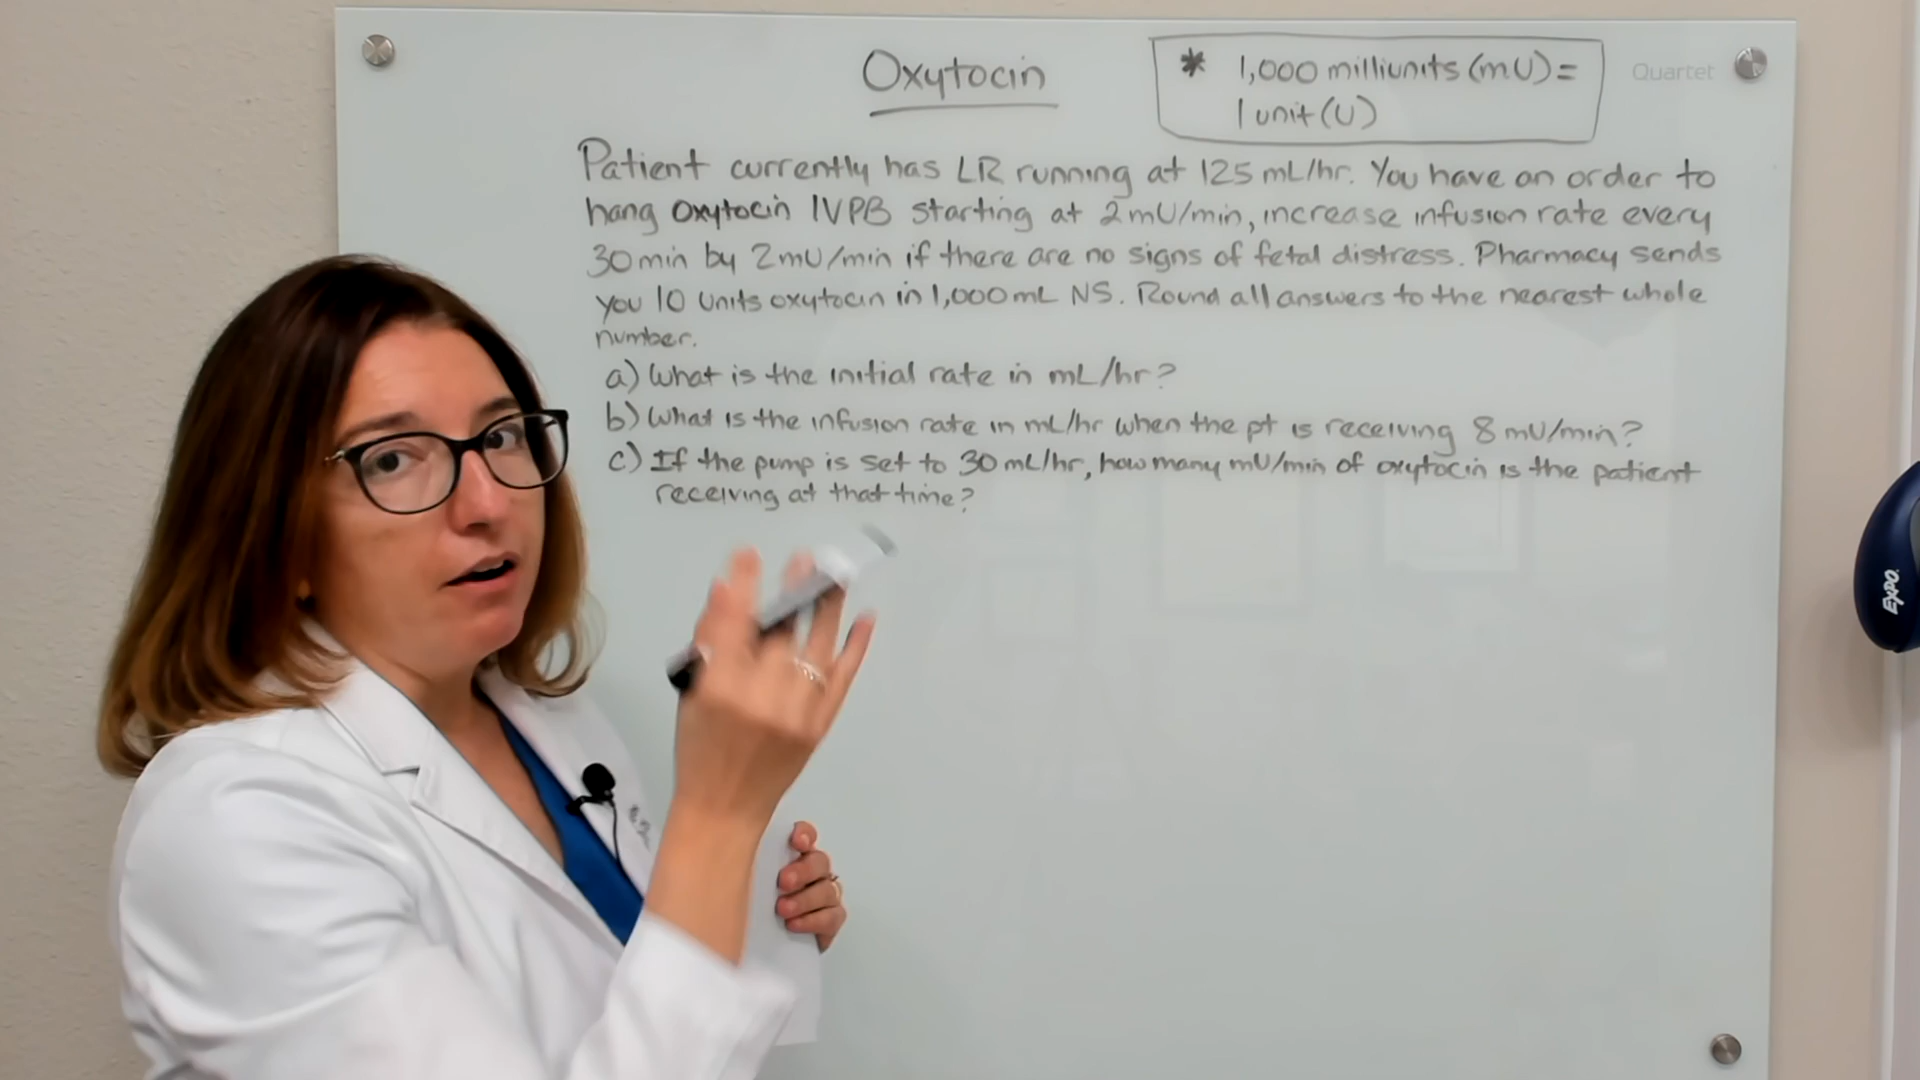 Oxytocin
* 1,000 milliunits (mU) =
1 unit (U)
Quartet
Patient currently has LR running at 125 mL/hr. You have an order to
hang Oxytocin IVPB starting at 2mU/min, increase infusion rate every
30 min by 2mU/min if there are no signs of fetal distress. Pharmacy sends
you 10 units oxytocin in 1,000 mL NS. Round all answers to the nearest whole
number.
a) What is the initial rate in mL/hr?
b) What is the infusion rate in mL/hr when the pt is receiving 8 mU/min?
c) If the pump is set to 30 mL/hr, how many mU/min of oxytocin is the patient
receiving at that time?
EXPO